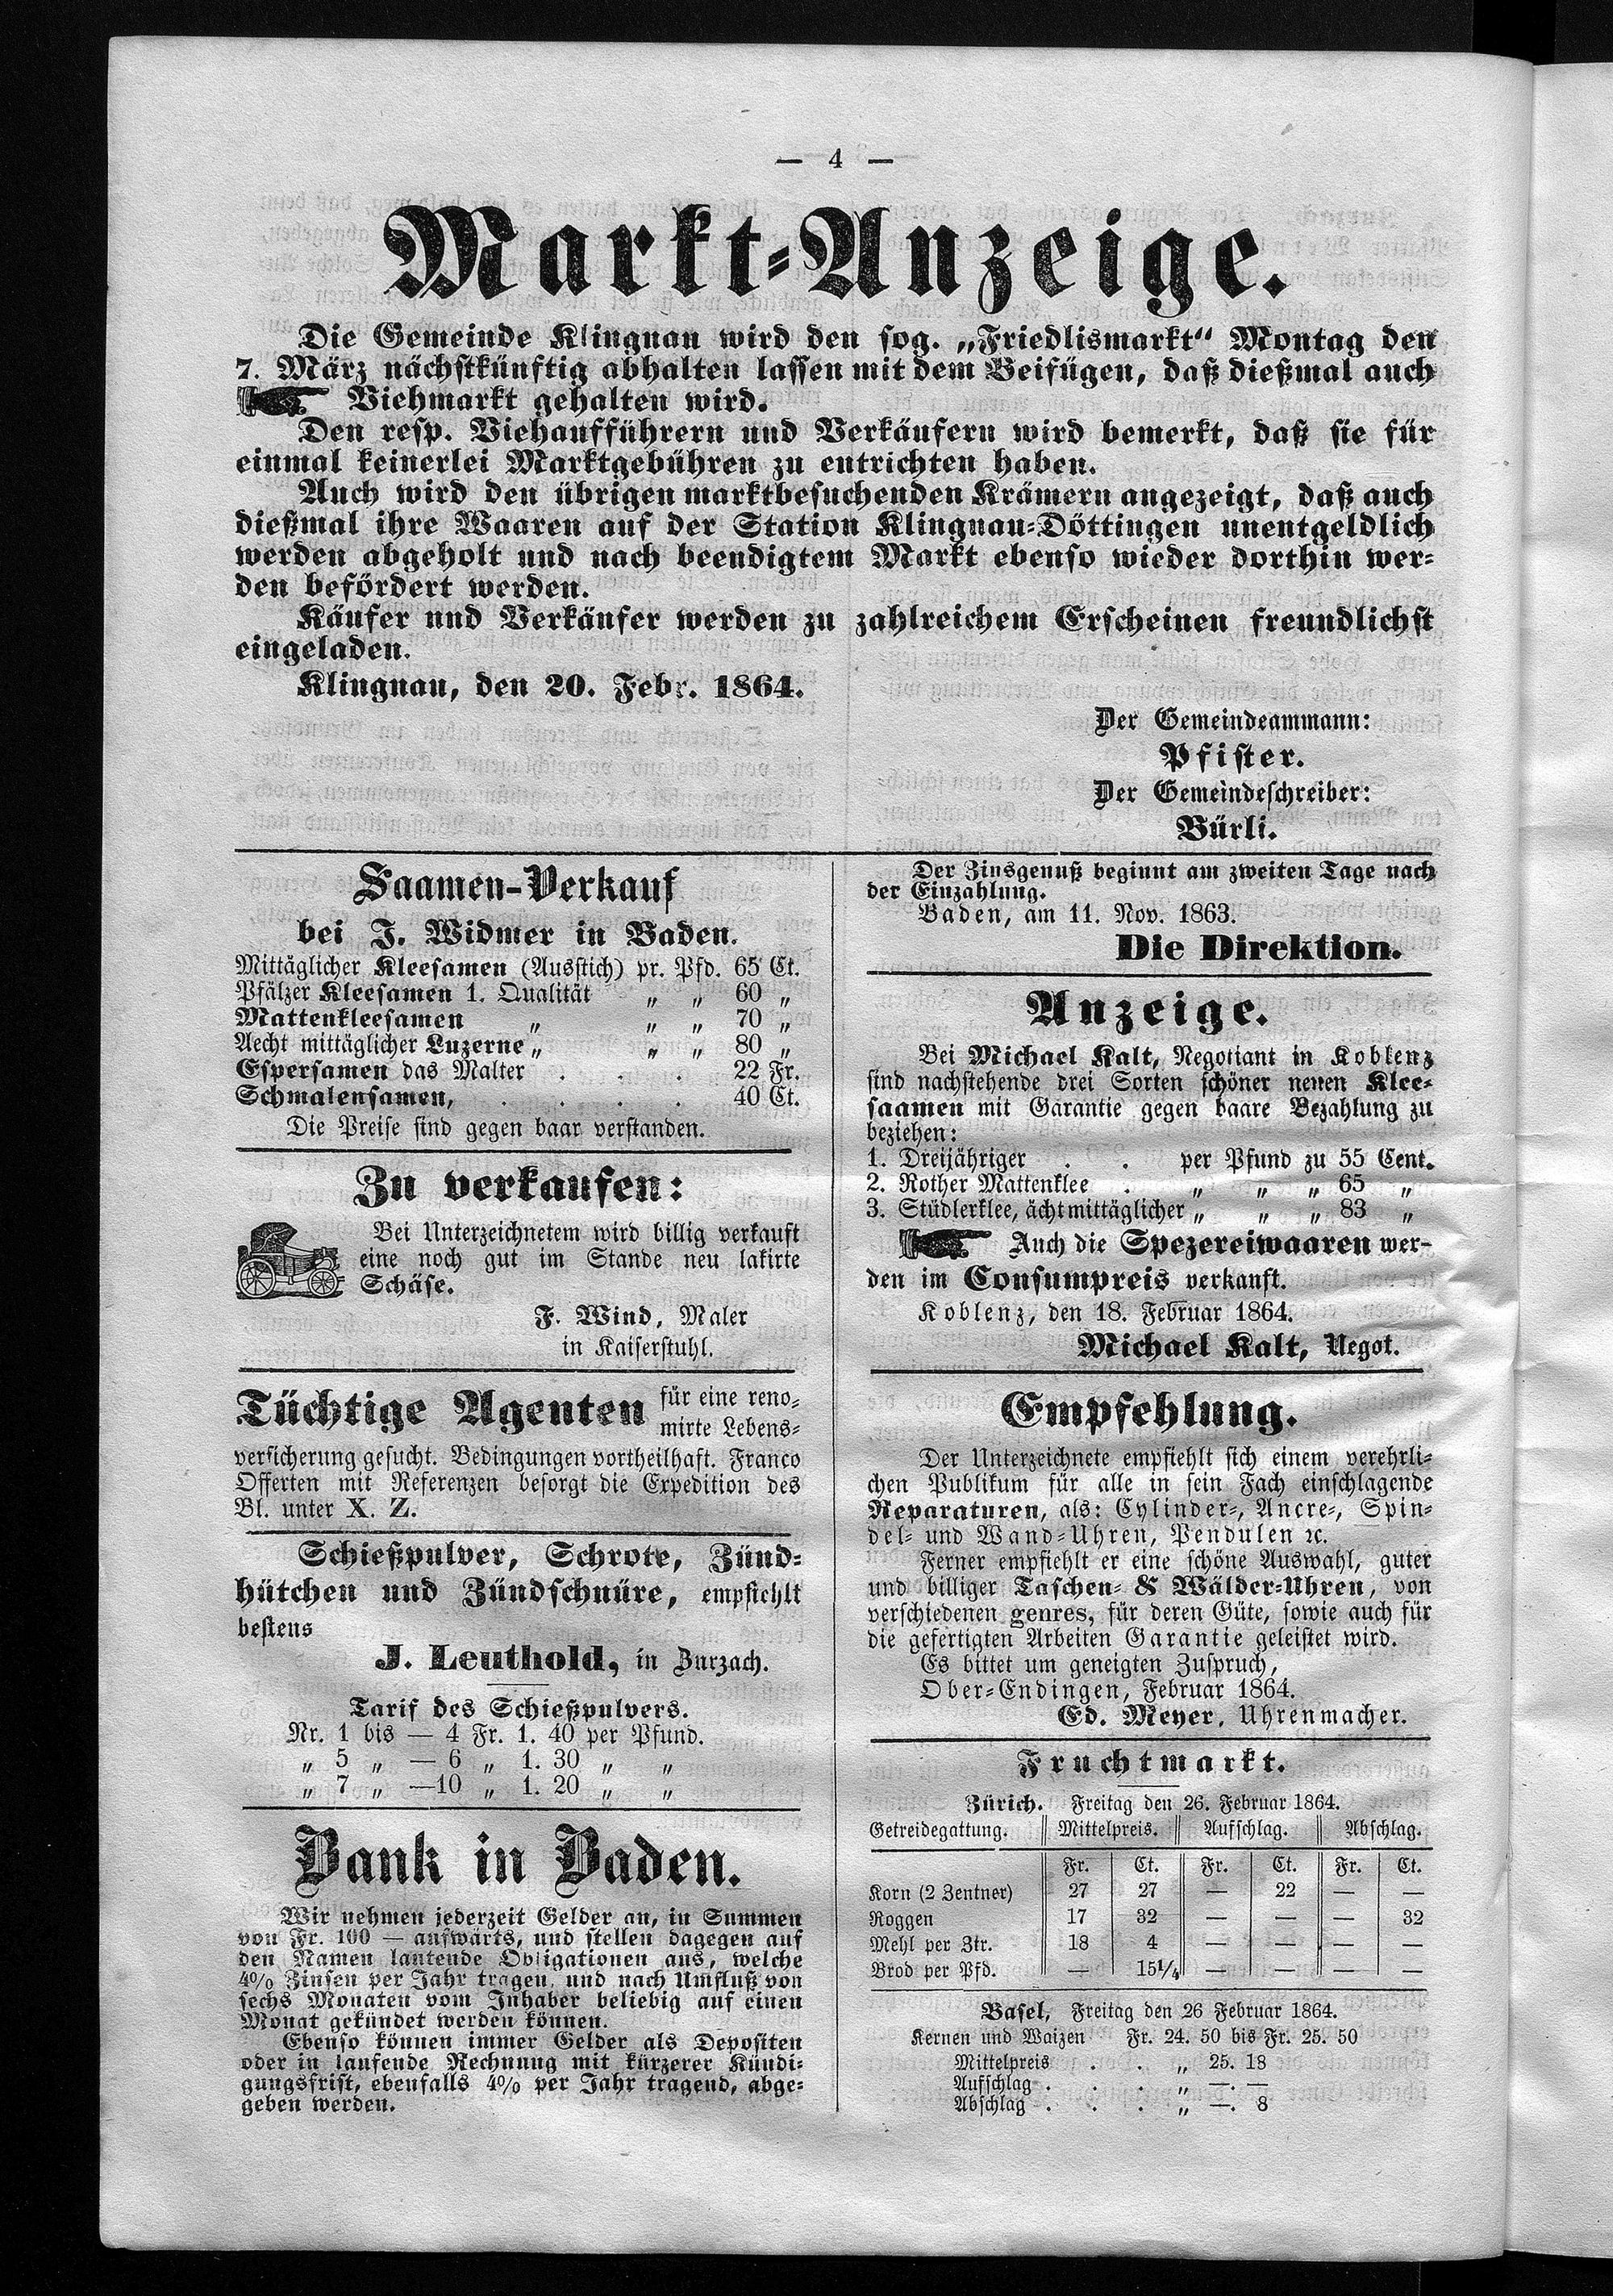 — 4 —
Markt-Anzeige.
Die Gemeinde Klingnau wird den sog. „Friedlismarkt“ Montag den
7. März nächstkünftig abhalten lassen mit dem Beifügen, daß dießmal auch
Viehmarkt gehalten wird.
Den resp. Viehaufführern und Verkäufern wird bemerkt, daß sie für
einmal keinerlei Marktgebühren zu entrichten haben.
Auch wird den übrigen marktbesuchenden Krämern angezeigt, daß auch
dießmal ihre Waaren auf der Station Klingnau-Döttingen unentgeldlich
werden abgeholt und nach beendigtem Markt ebenso wieder dorthin wer-
den befördert werden.
Käufer und Verkäufer werden zu zahlreichem Erscheinen freundlichst
eingeladen.
Klingnau, den 20. Febr. 1864.
Der Gemeindeammann:
Pfister.
Der Gemeindeschreiber:
Bürli.
Saamen-Verkauf
bei J. Widmer in Baden.
Mittäglicher Kleesamen (Ausstich) pr. Pfd. 65 Ct.
Pfälzer Kleesamen 1. Qualität „ „ 60 „
Mattenkleesamen „ „ „ 70 „
Aecht mittäglicher Luzerne „ „ „ 80 „
Espersamen das Malter . . . 22 Fr.
Schmalensamen, . . . . 40 Ct.
Die Preise sind gegen baar verstanden.
Zu verkaufen:
Bei Unterzeichnetem wird billig verkauft
eine noch gut im Stande neu lakirte
Schäse.
F. Wind, Maler
in Kaiserstuhl.
Tüchtige Agenten für eine reno-
mirte Lebens-
versicherung gesucht. Bedingungen vortheilhaft. Franco
Offerten mit Referenzen besorgt die Expedition des
Bl. unter X. Z.
Schießpulver, Schrote, Zünd-
hütchen und Zündschnüre, empfiehlt
bestens
J. Leuthold, in Zurzach.
Tarif des Schießpulvers.
Nr. 1 bis — 4 Fr. 1. 40 per Pfund.
„ 5 „ — 6 „ 1. 30 „ „
„ 7 „ —10 „ 1. 20 „ „
Bank in Baden.
Wir nehmen jederzeit Gelder an, in Summen
von Fr. 100 — aufwärts, und stellen dagegen auf
den Namen lautende Obligationen aus, welche
4% Zinsen per Jahr tragen, und nach Umfluß von
sechs Monaten vom Inhaber beliebig auf einen
Monat gekündet werden können.
Ebenso können immer Gelder als Depositen
oder in laufende Rechnung mit kürzerer Kündi-
gungsfrist, ebenfalls 4% per Jahr tragend, abge-
geben werden.
Der Zinsgenuß beginnt am zweiten Tage nach
der Einzahlung.
Baden, am 11. Nov. 1863.
Die Direktion.
Anzeige.
Bei Michael Kalt, Negotiant in Koblenz
sind nachstehende drei Sorten schöner neuen Klee-
saamen mit Garantie gegen baare Bezahlung zu
beziehen:
1. Dreijähriger . . per Pfund zu 55 Cent.
2. Rother Mattenklee . „ „ „ 65 „
3. Stüdlerklee, ächt mittäglicher „ „ „ 83 „
Auch die Spezereiwaaren wer-
den im Consumpreis verkauft.
Koblenz, den 18. Februar 1864.
Michael Kalt, Negot.
Empfehlung.
Der Unterzeichnete empfiehlt sich einem verehrli-
chen Publikum für alle in sein Fach einschlagende
Reparaturen, als: Cylinder-, Ancre-, Spin-
del- und Wand-Uhren, Pendulen ꝛc.
Ferner empfiehlt er eine schöne Auswahl, guter
und billiger Taschen- & Wälder-Uhren, von
verschiedenen genres, für deren Güte, sowie auch für
die gefertigten Arbeiten Garantie geleistet wird.
Es bittet um geneigten Zuspruch,
Ober-Endingen, Februar 1864.
Ed. Meyer, Uhrenmacher.
Fruchtmarkt.
Zürich. Freitag den 26. Februar 1864.
Getreidegattung. Mittelpreis. Aufschlag. Abschlag.
Fr. Ct. Fr. Ct. Fr. Ct.
Korn (2 Zentner) 27 27 — 22 — —
Roggen 17 32 — — — 32
Mehl per Ztr. 18 4 — — — —
Brod per Pfd. — 15¼ — — — —
Basel, Freitag den 26 Februar 1864.
Kernen und Waizen Fr. 24. 50 bis Fr. 25. 50
Mittelpreis . . „ 25. 18
Aufschlag . . . „ —. —
Abschlag . . . „ —. 8